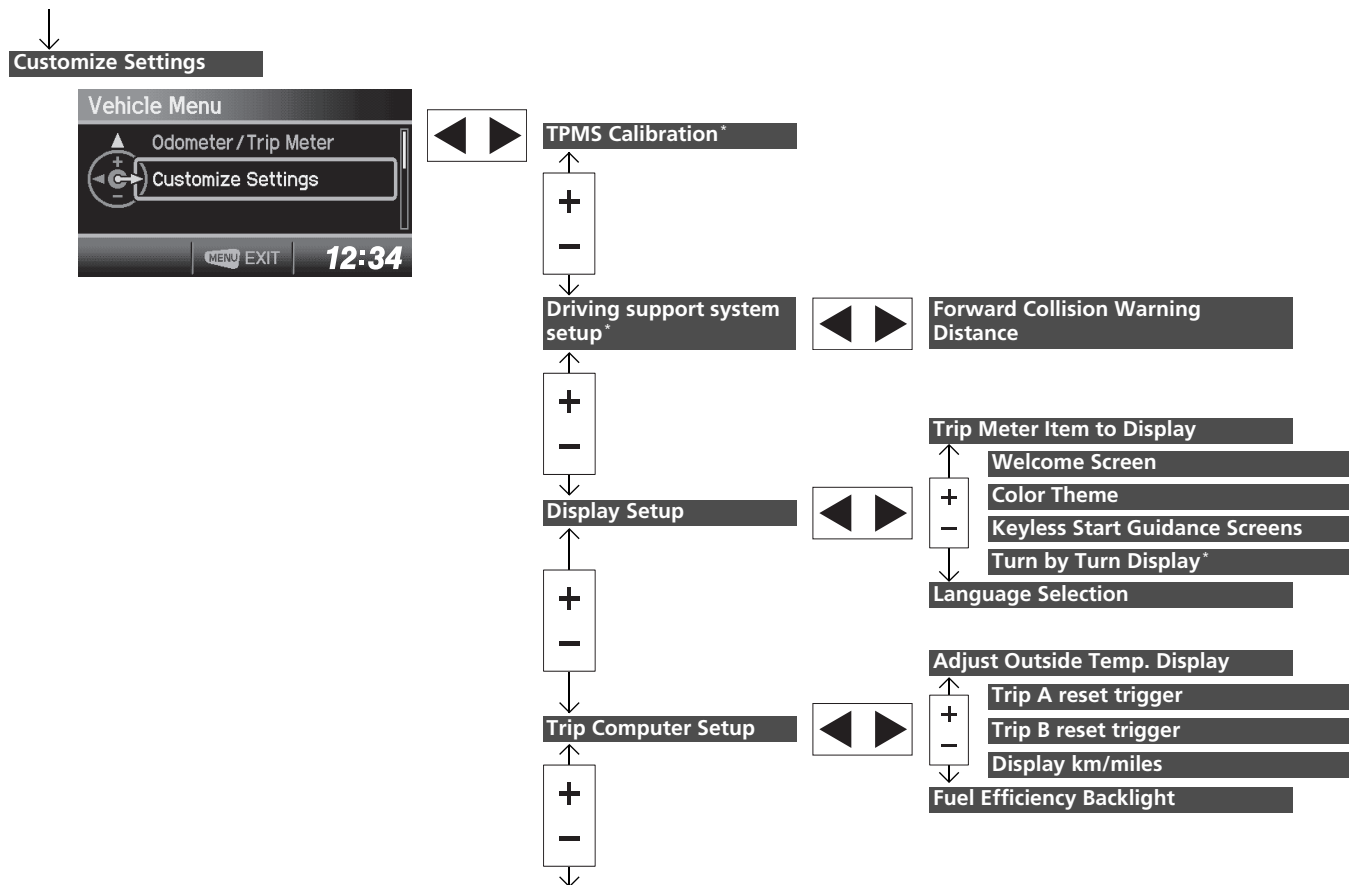 Customize Settings
Vehicle Menu
Odometer/Trip Meter
Customize Settings
+
C
−
MENU EXIT
12:34
TPMS Calibration*
+
−
Driving support system
setup*
Forward Collision Warning
Distance
+
−
Display Setup
Trip Meter Item to Display
Welcome Screen
Color Theme
Keyless Start Guidance Screens
Turn by Turn Display*
Language Selection
+
−
+
−
Trip Computer Setup
Adjust Outside Temp. Display
Trip A reset trigger
Trip B reset trigger
Display km/miles
Fuel Efficiency Backlight
+
−
+
−